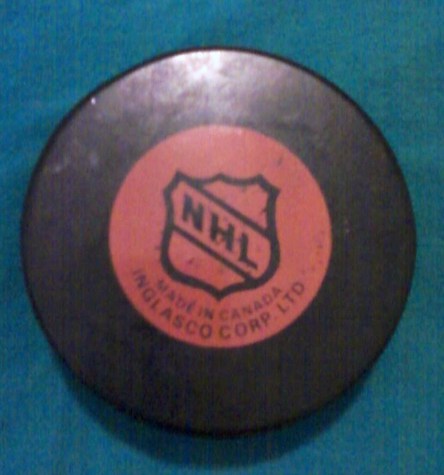 NHL
MADE IN CANADA
INGLASCO CORP. LTD